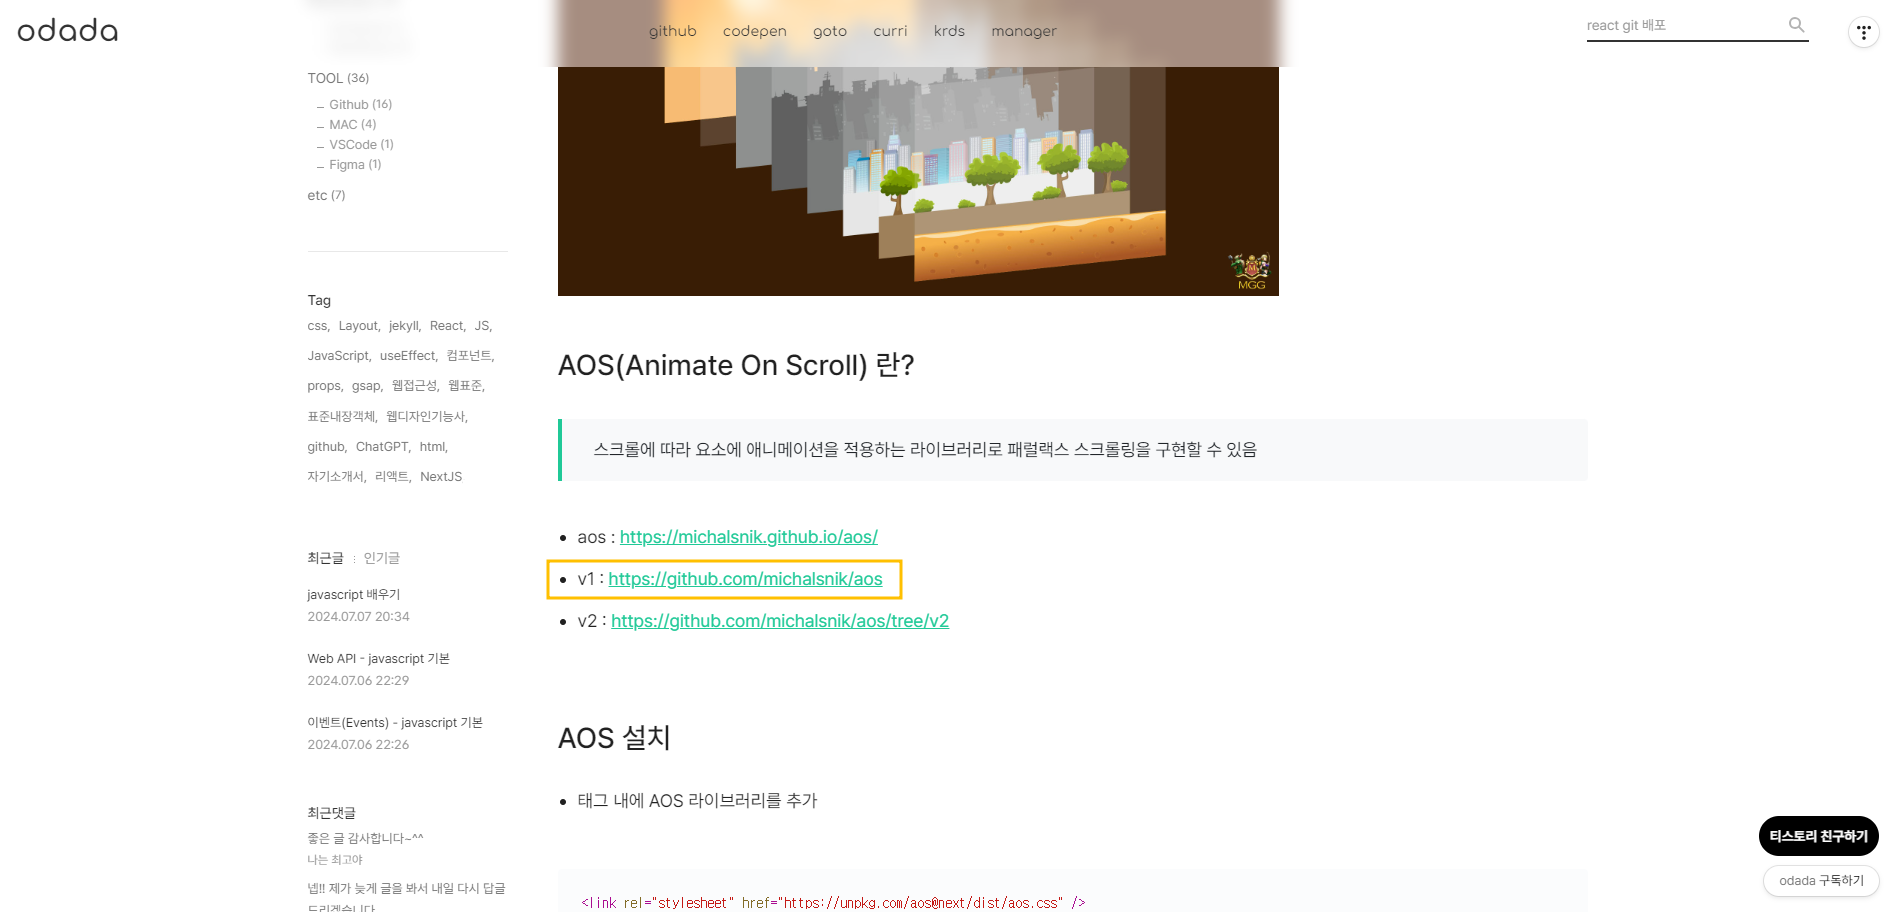 odada
github codepen goto curri krds manager
react git 배포
TOOL (36)
Github (16)
MAC (4)
VSCode (1)
Figma (1)
etc (7)
Tag
css, Layout, jekyll, React, JS,
JavaScript, useEffect, 컴포넌트,
props, gsap, 웹접근성, 웹표준,
표준내장객체, 웹디자인기능사,
github, ChatGPT, html,
자기소개서, 리액트, NextJS
최근글 인기글
javascript 배우기
2024.07.07 20:34
Web API - javascript 기본
2024.07.06 22:29
이벤트(Events) - javascript 기본
2024.07.06 22:26
최근댓글
좋은 글 감사합니다~^^
나는 최고야
넵!! 제가 늦게 글을 봐서 내일 다시 답글
드리겠습니다
MGG
AOS(Animate On Scroll) 란?
스크롤에 따라 요소에 애니메이션을 적용하는 라이브러리로 패럴랙스 스크롤링을 구현할 수 있음
aos : https://michalsnik.github.io/aos/
v1 : https://github.com/michalsnik/aos
v2 : https://github.com/michalsnik/aos/tree/v2
AOS 설치
태그 내에 AOS 라이브러리를 추가
<link rel="stylesheet" href="https://unpkg.com/aos@next/dist/aos.css" />
티스토리 친구하기
odada 구독하기